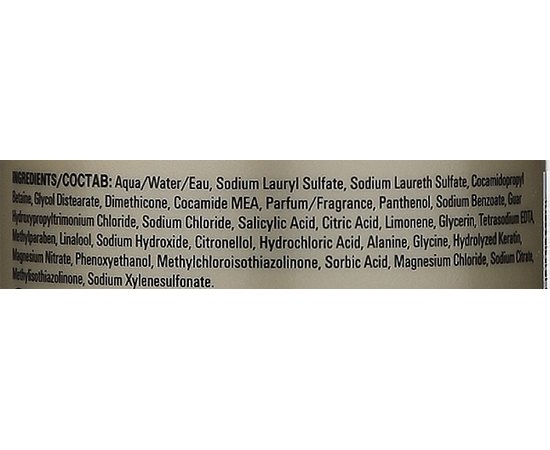 INGREDIENTS/СОСТАВ: Aqua/Water/Eau, Sodium Lauryl Sulfate, Sodium Laureth Sulfate, Cocamidopropyl
Betaine, Glycol Distearate, Dimethicone, Cocamide MEA, Parfum/Fragrance, Panthenol, Sodium Benzoate, Guar
Hydroxypropyltrimonium Chloride, Sodium Chloride, Salicylic Acid, Citric Acid, Limonene, Glycerin, Tetrasodium EDTA,
Methylparaben, Linalool, Sodium Hydroxide, Citronellol, Hydrochloric Acid, Alanine, Glycine, Hydrolyzed Keratin,
Magnesium Nitrate, Phenoxyethanol, Methylchloroisothiazolinone, Sorbic Acid, Magnesium Chloride, Sodium Citrate,
Methylisothiazolinone, Sodium Xylenesulfonate.